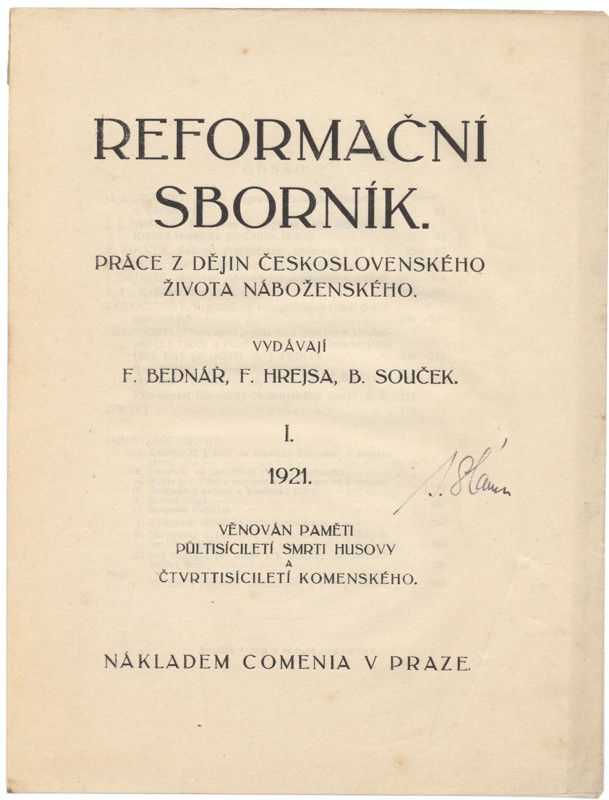 REFORMAČNÍ
SBORNÍK.
PRÁCE Z DĚJIN ČESKOSLOVENSKÉHO
ŽIVOTA NÁBOŽENSKÉHO.
VYDÁVAJÍ
F. BEDNÁŘ, F. HREJSA, B. SOUČEK.
I.
1921.
VĚNOVÁN PAMĚTI
PŮLTISÍCILETÍ SMRTI HUSOVY
A
ČTVRTTISÍCILETÍ KOMENSKÉHO.
NÁKLADEM COMENIA V PRAZE.